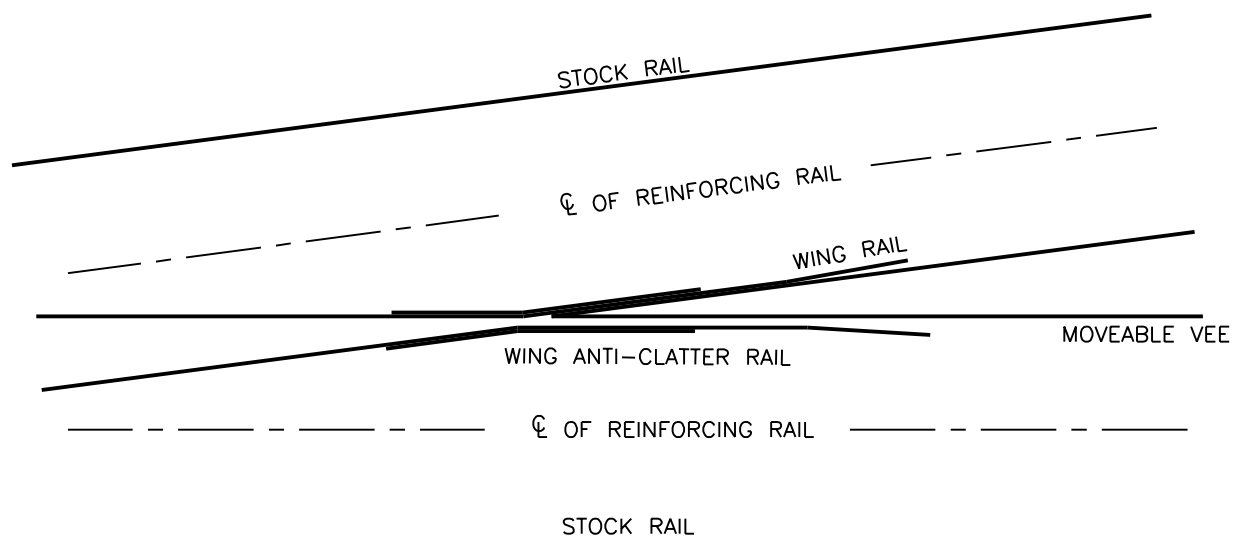 STOCK RAIL
℄ OF REINFORCING RAIL
WING RAIL
MOVEABLE VEE
WING ANTI-CLATTER RAIL
℄ OF REINFORCING RAIL
STOCK RAIL